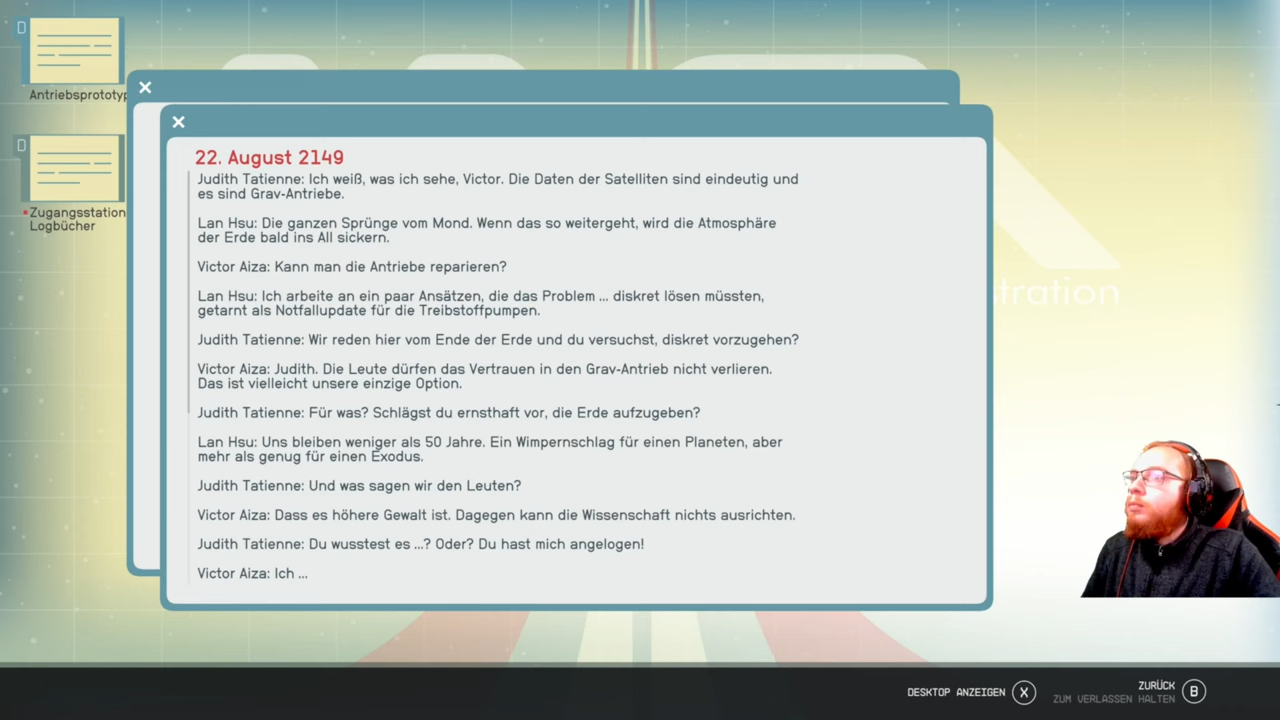 D
Antriebsprototyp
D
Zugangsstation
Logbücher
22. August 2149
Judith Tatienne: Ich weiß, was ich sehe, Victor. Die Daten der Satelliten sind eindeutig und
es sind Grav-Antriebe.
Lan Hsu: Die ganzen Sprünge vom Mond. Wenn das so weitergeht, wird die Atmosphäre
der Erde bald ins All sickern.
Victor Aiza: Kann man die Antriebe reparieren?
Lan Hsu: Ich arbeite an ein paar Ansätzen, die das Problem ... diskret lösen müssten,
getarnt als Notfallupdate für die Treibstoffpumpen.
Judith Tatienne: Wir reden hier vom Ende der Erde und du versuchst, diskret vorzugehen?
Victor Aiza: Judith. Die Leute dürfen das Vertrauen in den Grav-Antrieb nicht verlieren.
Das ist vielleicht unsere einzige Option.
Judith Tatienne: Für was? Schlägst du ernsthaft vor, die Erde aufzugeben?
Lan Hsu: Uns bleiben weniger als 50 Jahre. Ein Wimpernschlag für einen Planeten, aber
mehr als genug für einen Exodus.
Judith Tatienne: Und was sagen wir den Leuten?
Victor Aiza: Dass es höhere Gewalt ist. Dagegen kann die Wissenschaft nichts ausrichten.
Judith Tatienne: Du wusstest es ...? Oder? Du hast mich angelogen!
Victor Aiza: Ich ...
stration
DESKTOP ANZEIGEN X
ZURÜCK B
ZUM VERLASSEN HALTEN